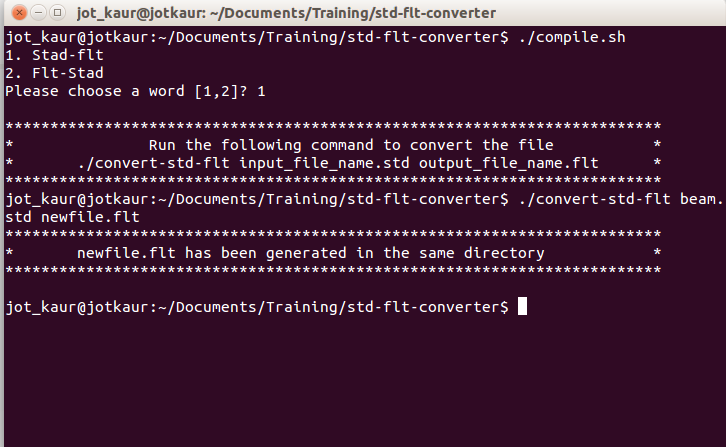 jot_kaur@jotkaur: ~/Documents/Training/std-flt-converter
jot_kaur@jotkaur:~/Documents/Training/std-flt-converter$ ./compile.sh
1. Stad-flt
2. Flt-Stad
Please choose a word [1,2]? 1
*************************************************************************
*               Run the following command to convert the file           *
*       ./convert-std-flt input_file_name.std output_file_name.flt      *
*************************************************************************
jot_kaur@jotkaur:~/Documents/Training/std-flt-converter$ ./convert-std-flt beam.
std newfile.flt
*************************************************************************
*       newfile.flt has been generated in the same directory            *
*************************************************************************
jot_kaur@jotkaur:~/Documents/Training/std-flt-converter$